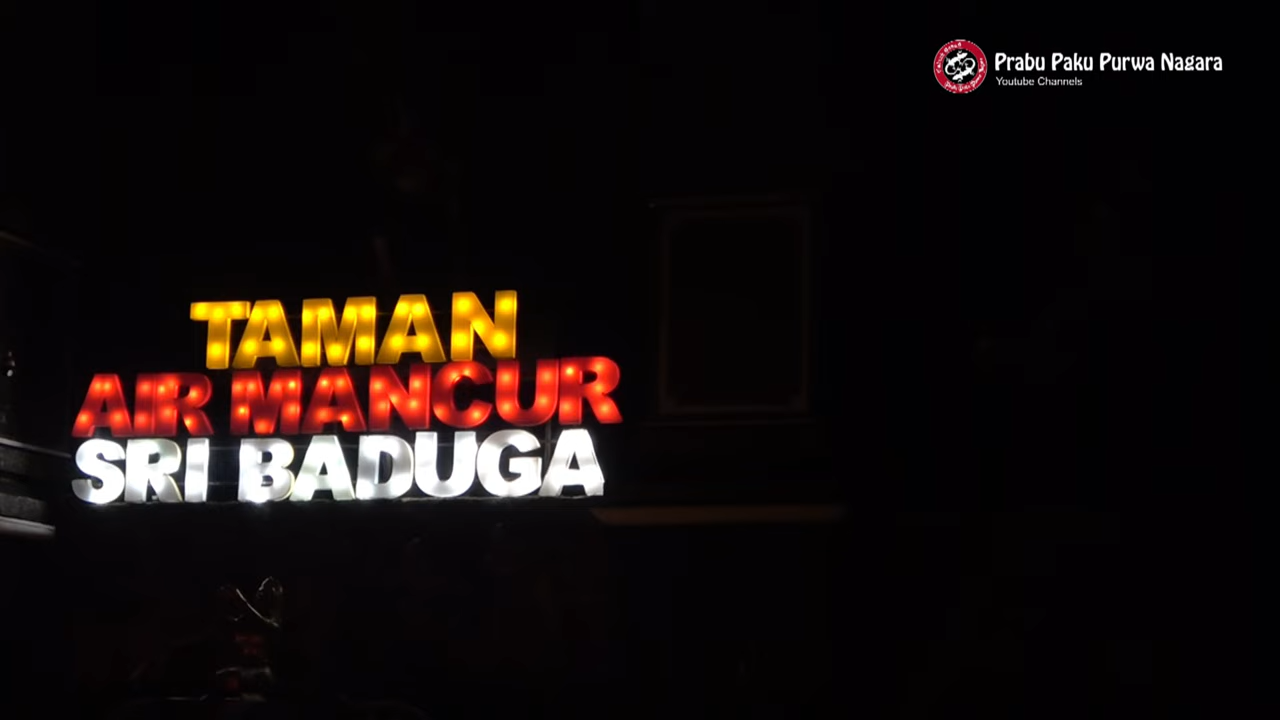 Prabu Paku Purwa Nagara
Youtube Channels
TAMAN
AIR MANCUR
SRI BADUGA